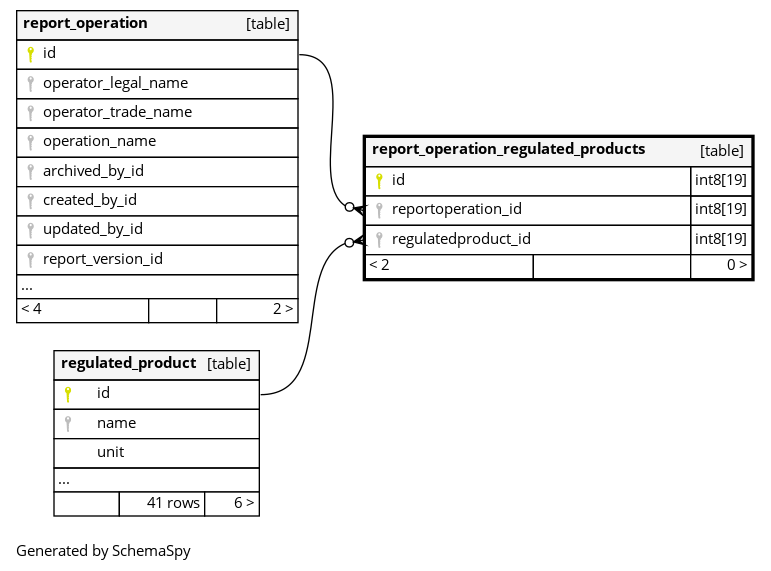 report_operation [table]
id
operator_legal_name
operator_trade_name
operation_name
archived_by_id
created_by_id
updated_by_id
report_version_id
...
< 4 2 >
report_operation_regulated_products [table]
id int8[19]
reportoperation_id int8[19]
regulatedproduct_id int8[19]
< 2 0 >
regulated_product [table]
id
name
unit
...
41 rows 6 >
Generated by SchemaSpy